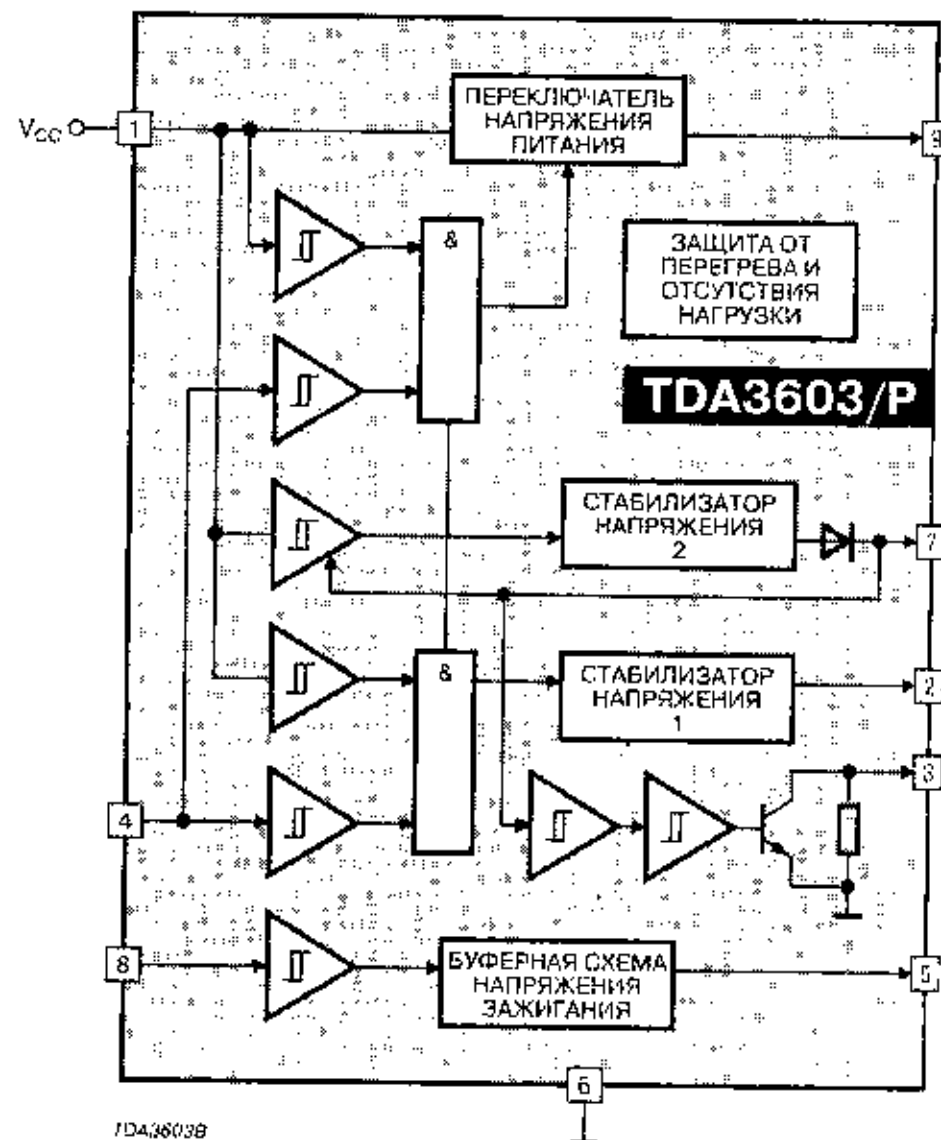 ПЕРЕКЛЮЧАТЕЛЬ
НАПРЯЖЕНИЯ
ПИТАНИЯ
VCC
1
9
&
ЗАЩИТА ОТ
ПЕРЕГРЕВА И
ОТСУТСТВИЯ
НАГРУЗКИ
TDA3603/P
СТАБИЛИЗАТОР
НАПРЯЖЕНИЯ
2
7
&
СТАБИЛИЗАТОР
НАПРЯЖЕНИЯ
1
2
3
4
8
БУФЕРНАЯ СХЕМА
НАПРЯЖЕНИЯ
ЗАЖИГАНИЯ
5
6
TDA3603B